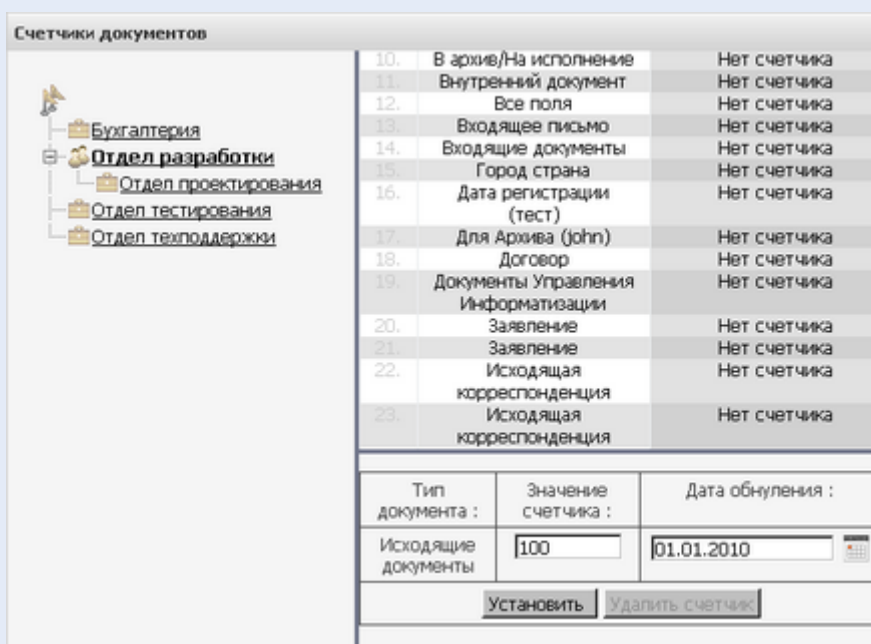 Счетчики документов
Бухгалтерия
Отдел разработки
Отдел проектирования
Отдел тестирования
Отдел техподдержки
10. В архив/На исполнение Нет счетчика
11. Внутренний документ Нет счетчика
12. Все поля Нет счетчика
13. Входящее письмо Нет счетчика
14. Входящие документы Нет счетчика
15. Город страна Нет счетчика
16. Дата регистрации Нет счетчика
(тест)
17. Для Архива (john) Нет счетчика
18. Договор Нет счетчика
19. Документы Управления Нет счетчика
Информатизации
20. Заявление Нет счетчика
21. Заявление Нет счетчика
22. Исходящая Нет счетчика
корреспонденция
23. Исходящая Нет счетчика
корреспонденция
Тип Значение Дата обнуления :
документа : счетчика :
Исходящие 100 01.01.2010
документы
Установить Удалить счетчик